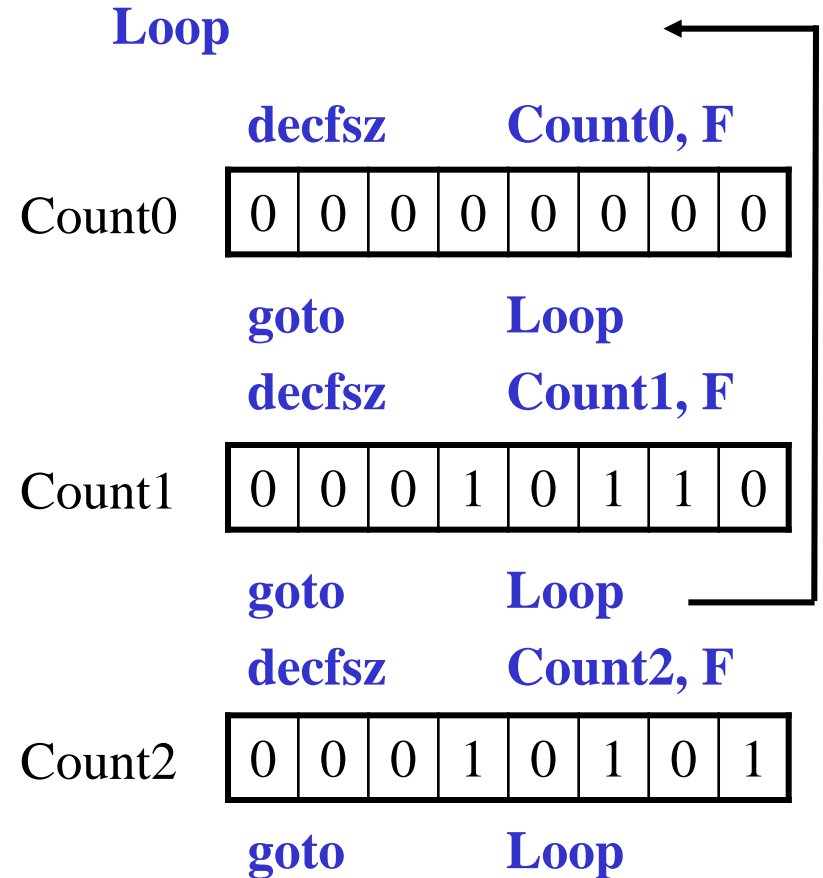 Loop
decfsz Count0, F
Count0 0 0 0 0 0 0 0 0
goto Loop
decfsz Count1, F
Count1 0 0 0 1 0 1 1 0
goto Loop
decfsz Count2, F
Count2 0 0 0 1 0 1 0 1
goto Loop